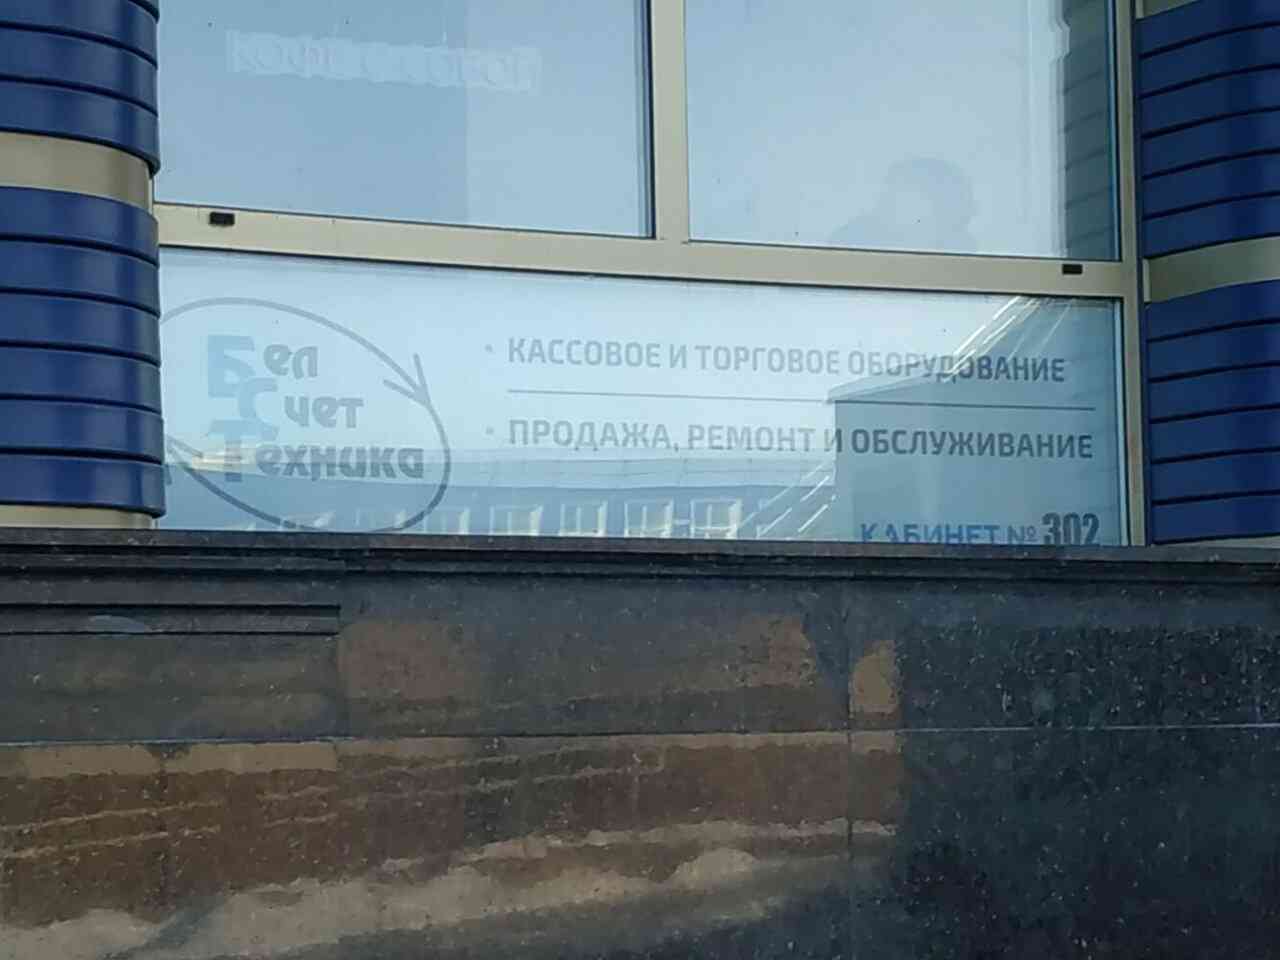 Бел
Счет
Техника
• КАССОВОЕ И ТОРГОВОЕ ОБОРУДОВАНИЕ
• ПРОДАЖА, РЕМОНТ И ОБСЛУЖИВАНИЕ
КАБИНЕТ № 302